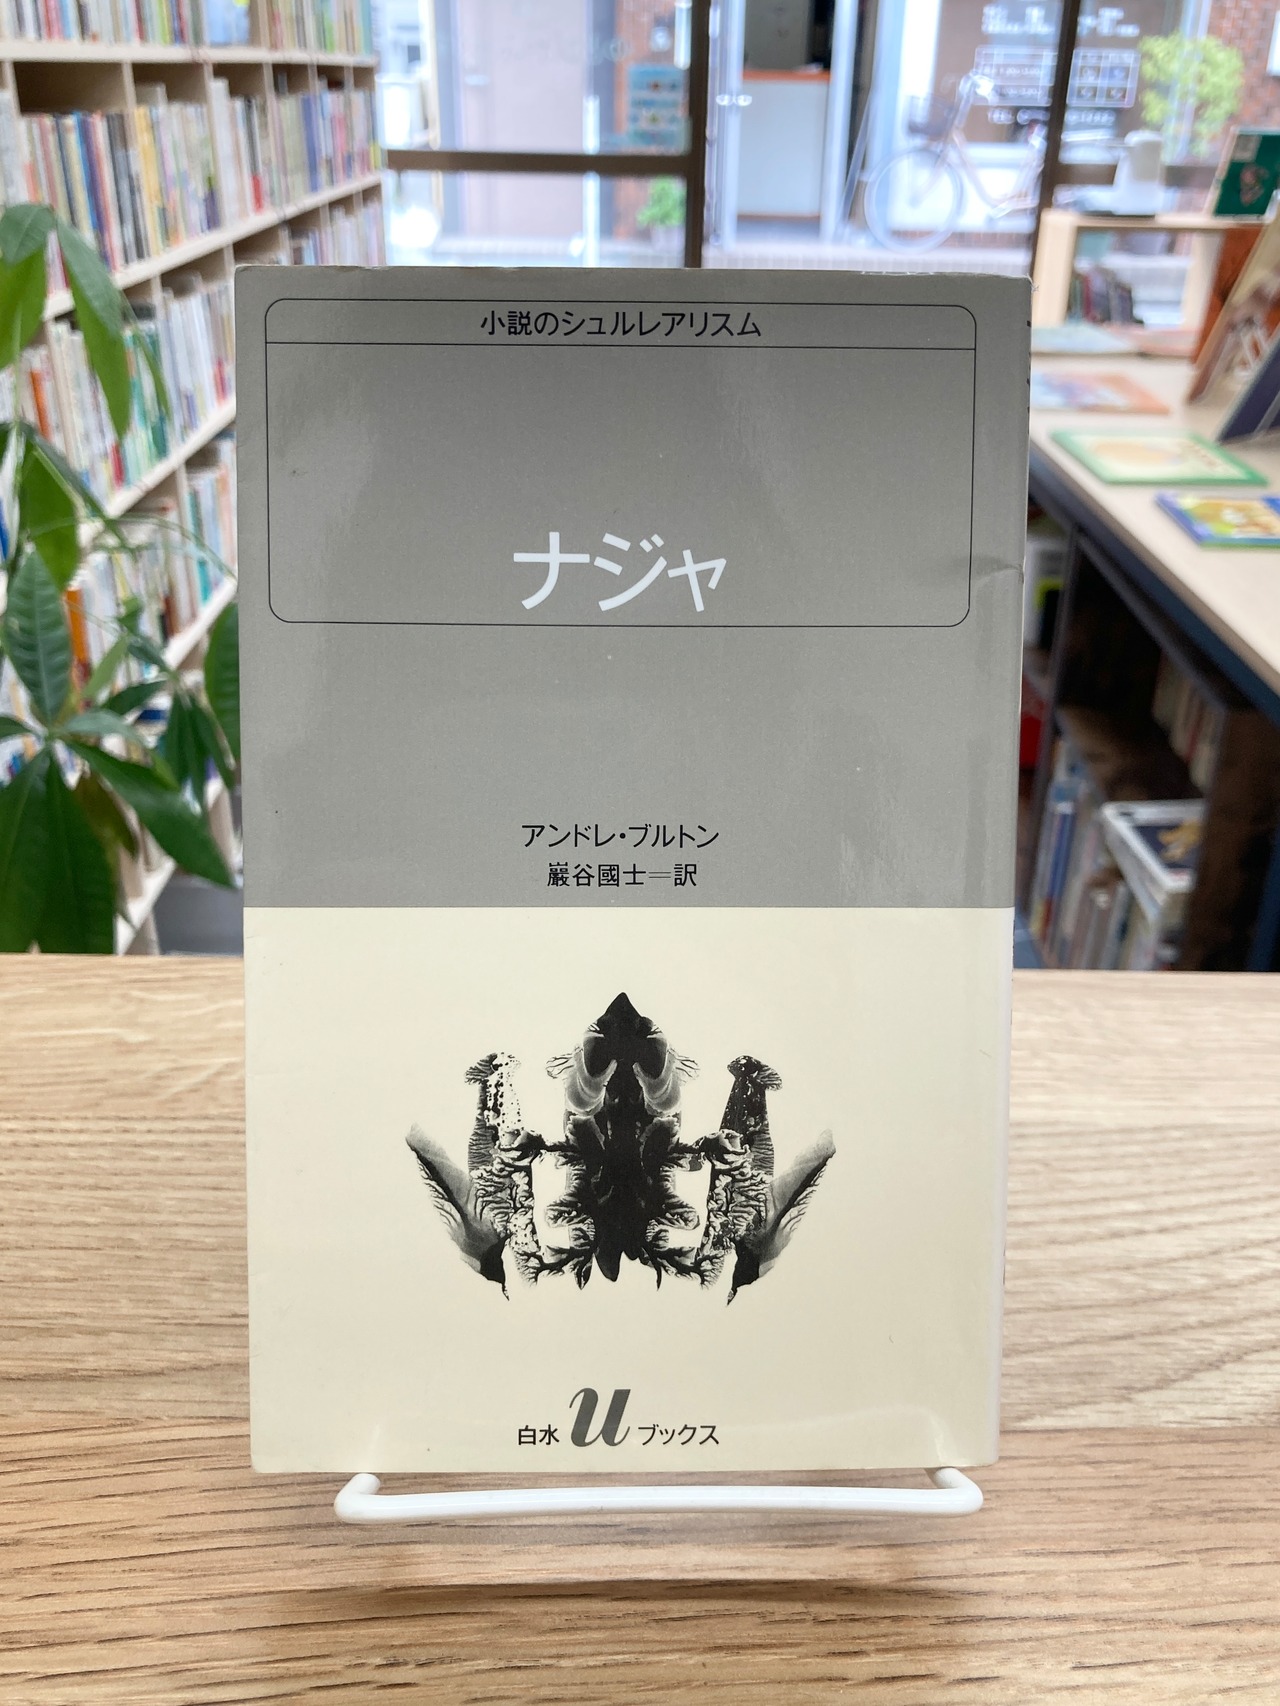 小説のシュルレアリスム
ナジャ
アンドレ・ブルトン
巖谷國士＝訳
白水uブックス